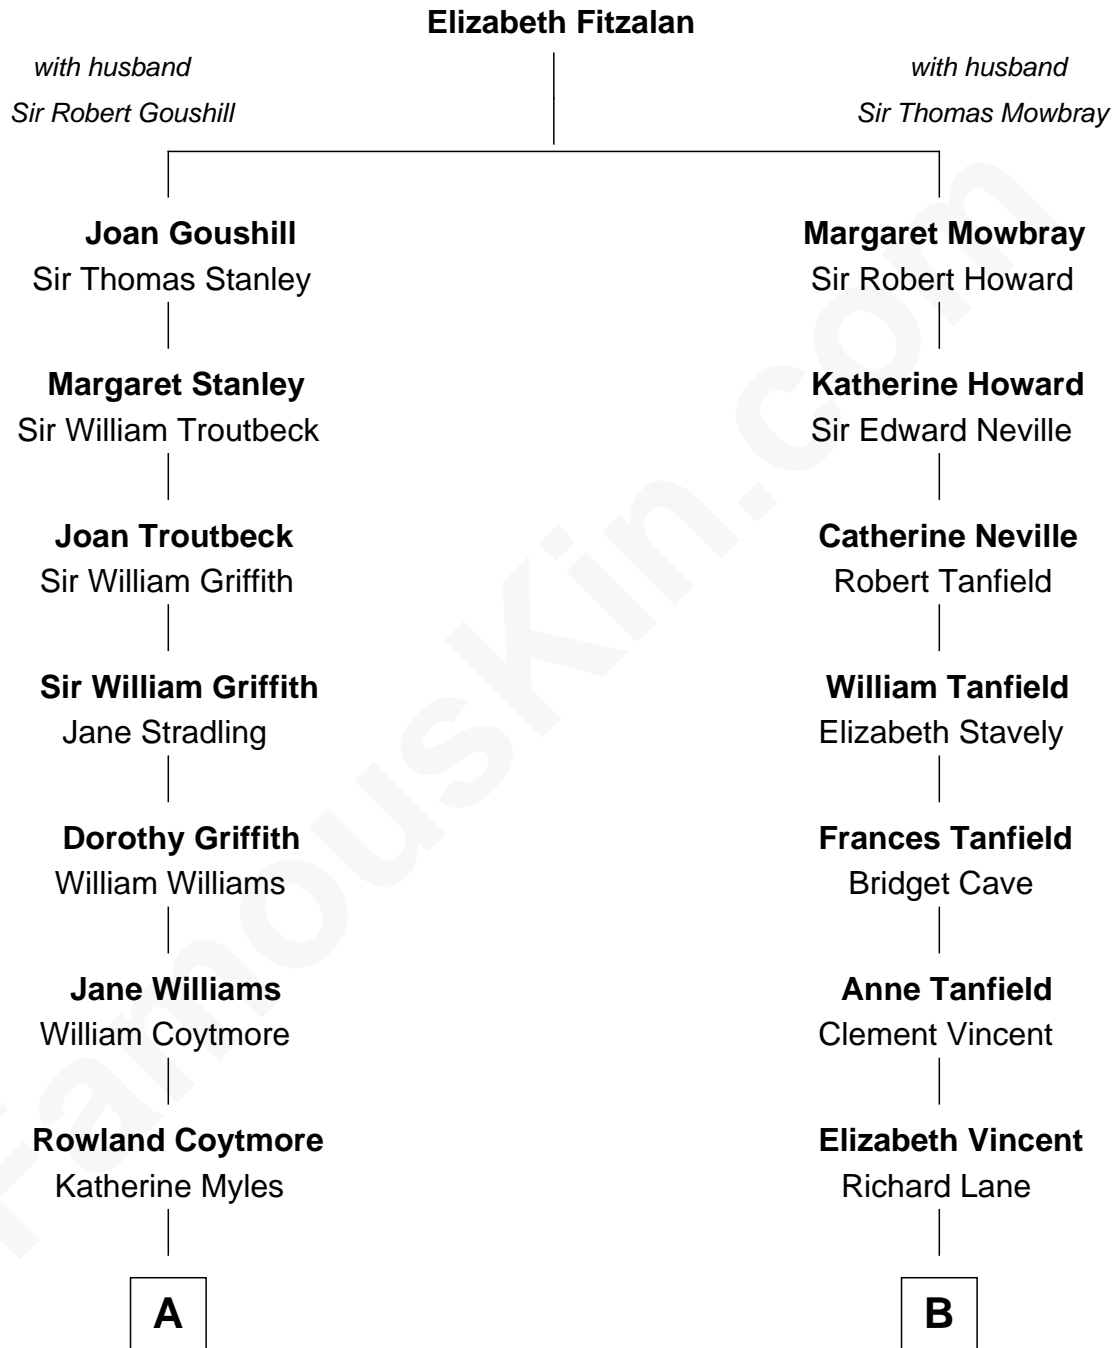 Elizabeth Fitzalan
with husband
Sir Robert Goushill
with husband
Sir Thomas Mowbray
Joan Goushill
Sir Thomas Stanley
Margaret Stanley
Sir William Troutbeck
Joan Troutbeck
Sir William Griffith
Sir William Griffith
Jane Stradling
Dorothy Griffith
William Williams
Jane Williams
William Coytmore
Rowland Coytmore
Katherine Myles
A
Margaret Mowbray
Sir Robert Howard
Katherine Howard
Sir Edward Neville
Catherine Neville
Robert Tanfield
William Tanfield
Elizabeth Stavely
Frances Tanfield
Bridget Cave
Anne Tanfield
Clement Vincent
Elizabeth Vincent
Richard Lane
B
FamousKin.com